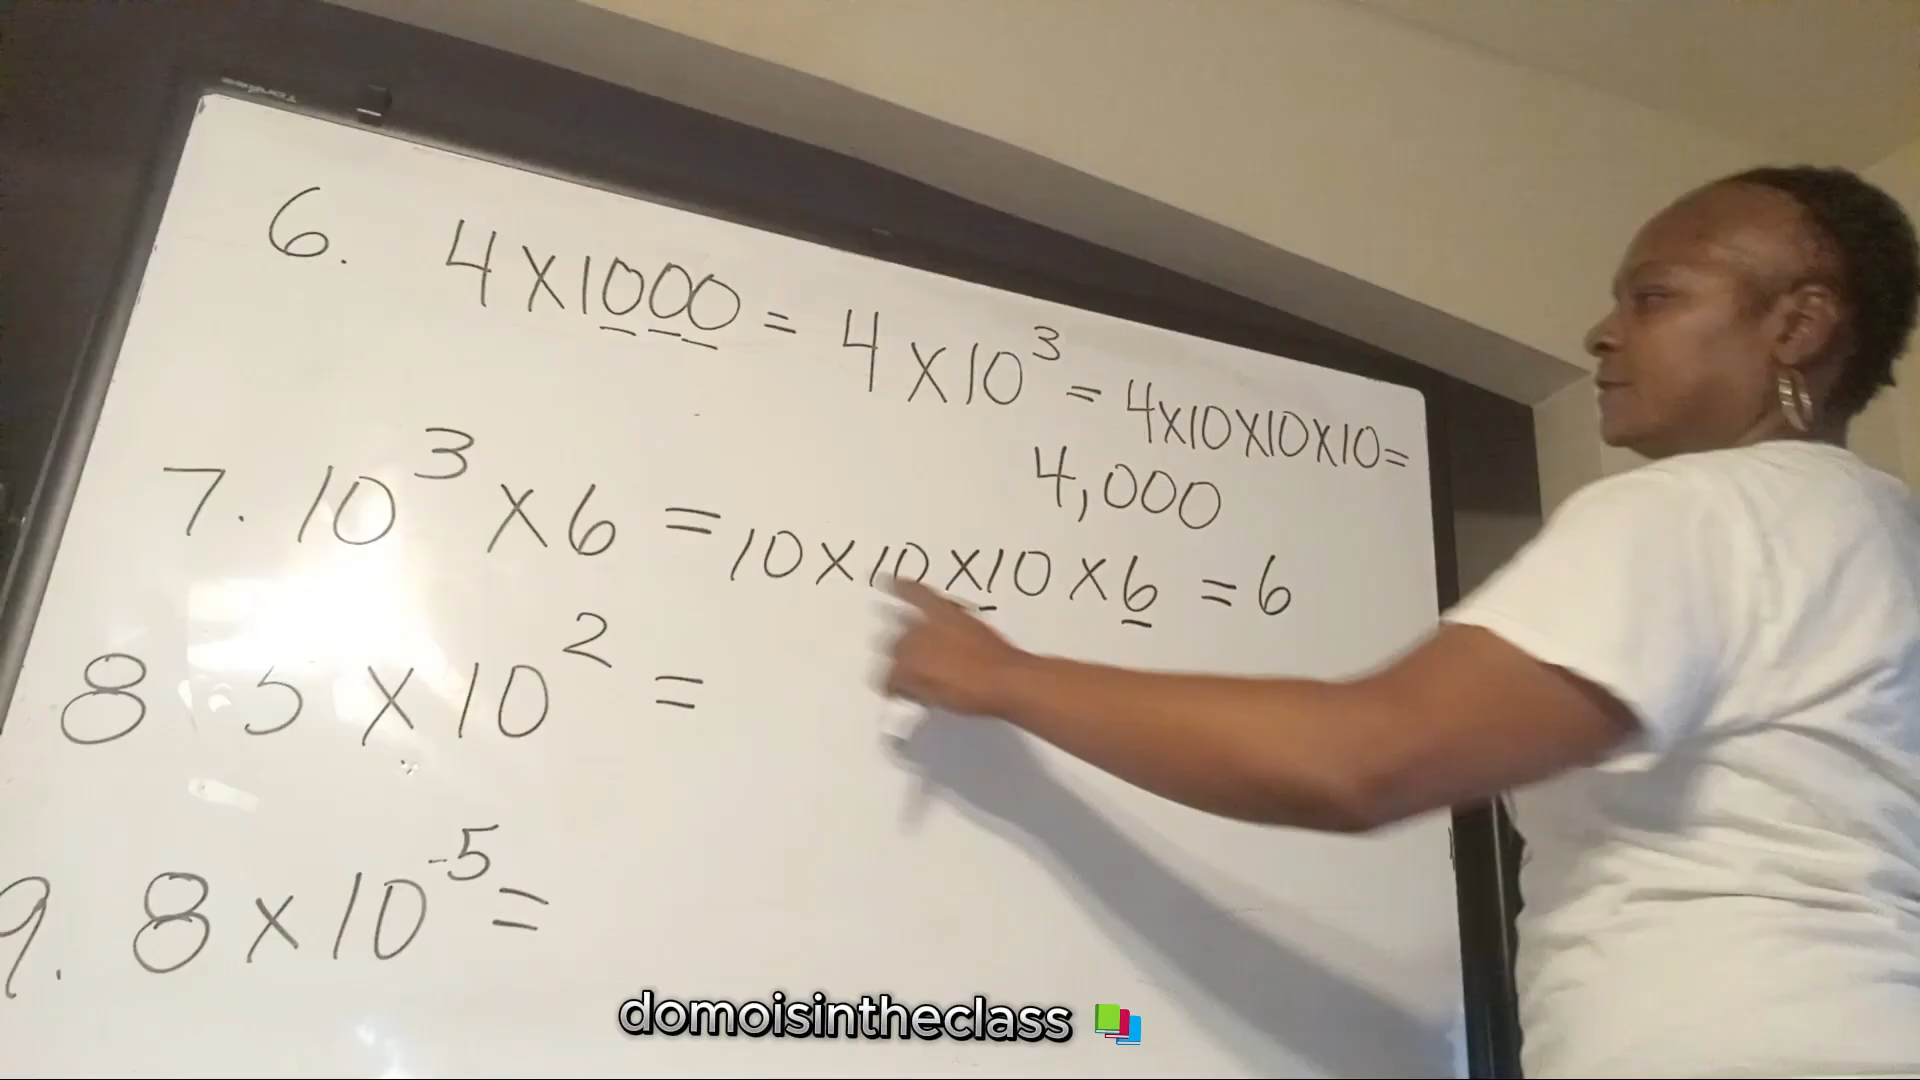 6. 4 X 1000 = 4 X 10³ = 4X10X10X10=
4,000
7. 10³ X 6 = 10 X 10 X 10 X 6 = 6
8 5 X 10² =
9. 8 X 10⁻⁵ =
domoisintheclass